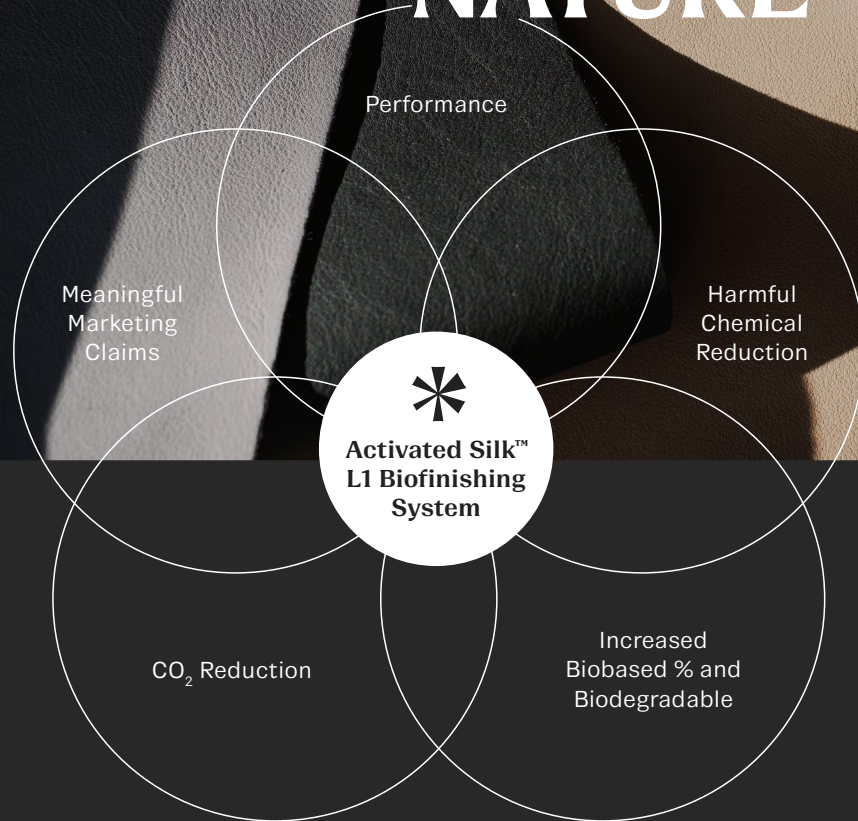 NATURE
Performance
Meaningful
Marketing
Claims
Harmful
Chemical
Reduction
Activated Silk™
L1 Biofinishing
System
CO₂ Reduction
Increased
Biobased % and
Biodegradable